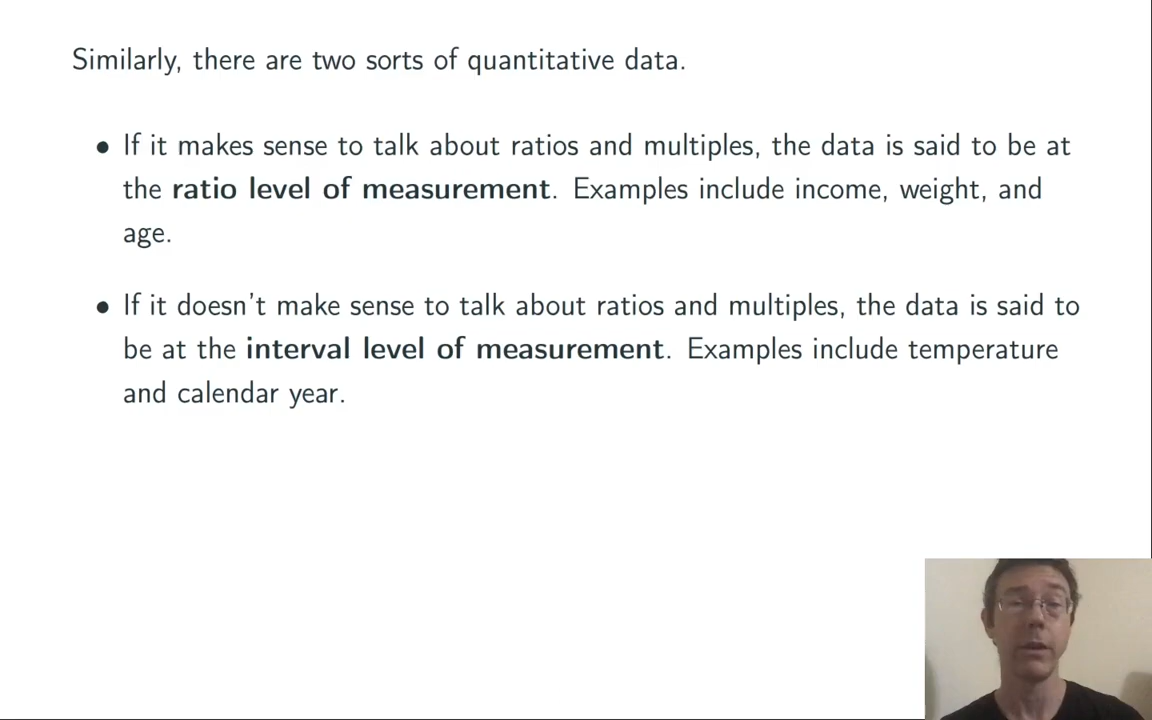 Similarly, there are two sorts of quantitative data.
• If it makes sense to talk about ratios and multiples, the data is said to be at
the ratio level of measurement. Examples include income, weight, and
age.
• If it doesn't make sense to talk about ratios and multiples, the data is said to
be at the interval level of measurement. Examples include temperature
and calendar year.